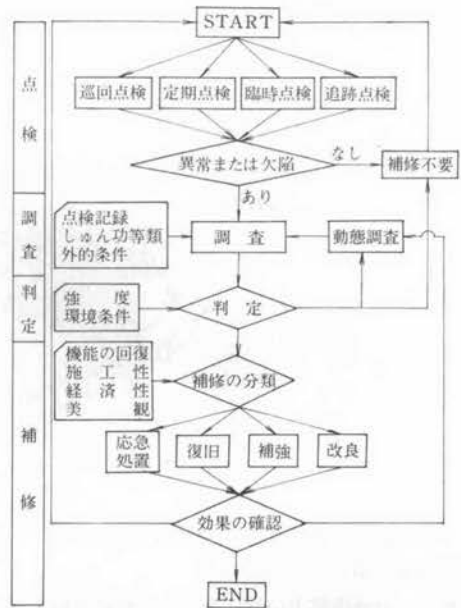 START
点検
巡回点検
定期点検
臨時点検
追跡点検
異常または欠陥
なし
補修不要
あり
調査
点検記録
しゅん功等類
外的条件
調査
動態調査
判定
強度
環境条件
判定
補修
機能の回復
施工性
経済性
美観
補修の分類
応急
処置
復旧
補強
改良
効果の確認
END